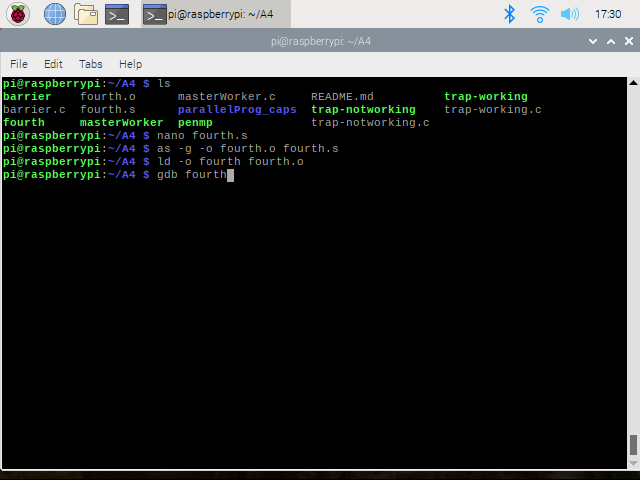 pi@raspberrypi: ~/A4 17:30
pi@raspberrypi: ~/A4
File Edit Tabs Help
pi@raspberrypi:~/A4 $ ls
barrier fourth.o masterWorker.c README.md trap-working
barrier.c fourth.s parallelProg_caps trap-notworking trap-working.c
fourth masterWorker penmp trap-notworking.c
pi@raspberrypi:~/A4 $ nano fourth.s
pi@raspberrypi:~/A4 $ as -g -o fourth.o fourth.s
pi@raspberrypi:~/A4 $ ld -o fourth fourth.o
pi@raspberrypi:~/A4 $ gdb fourth